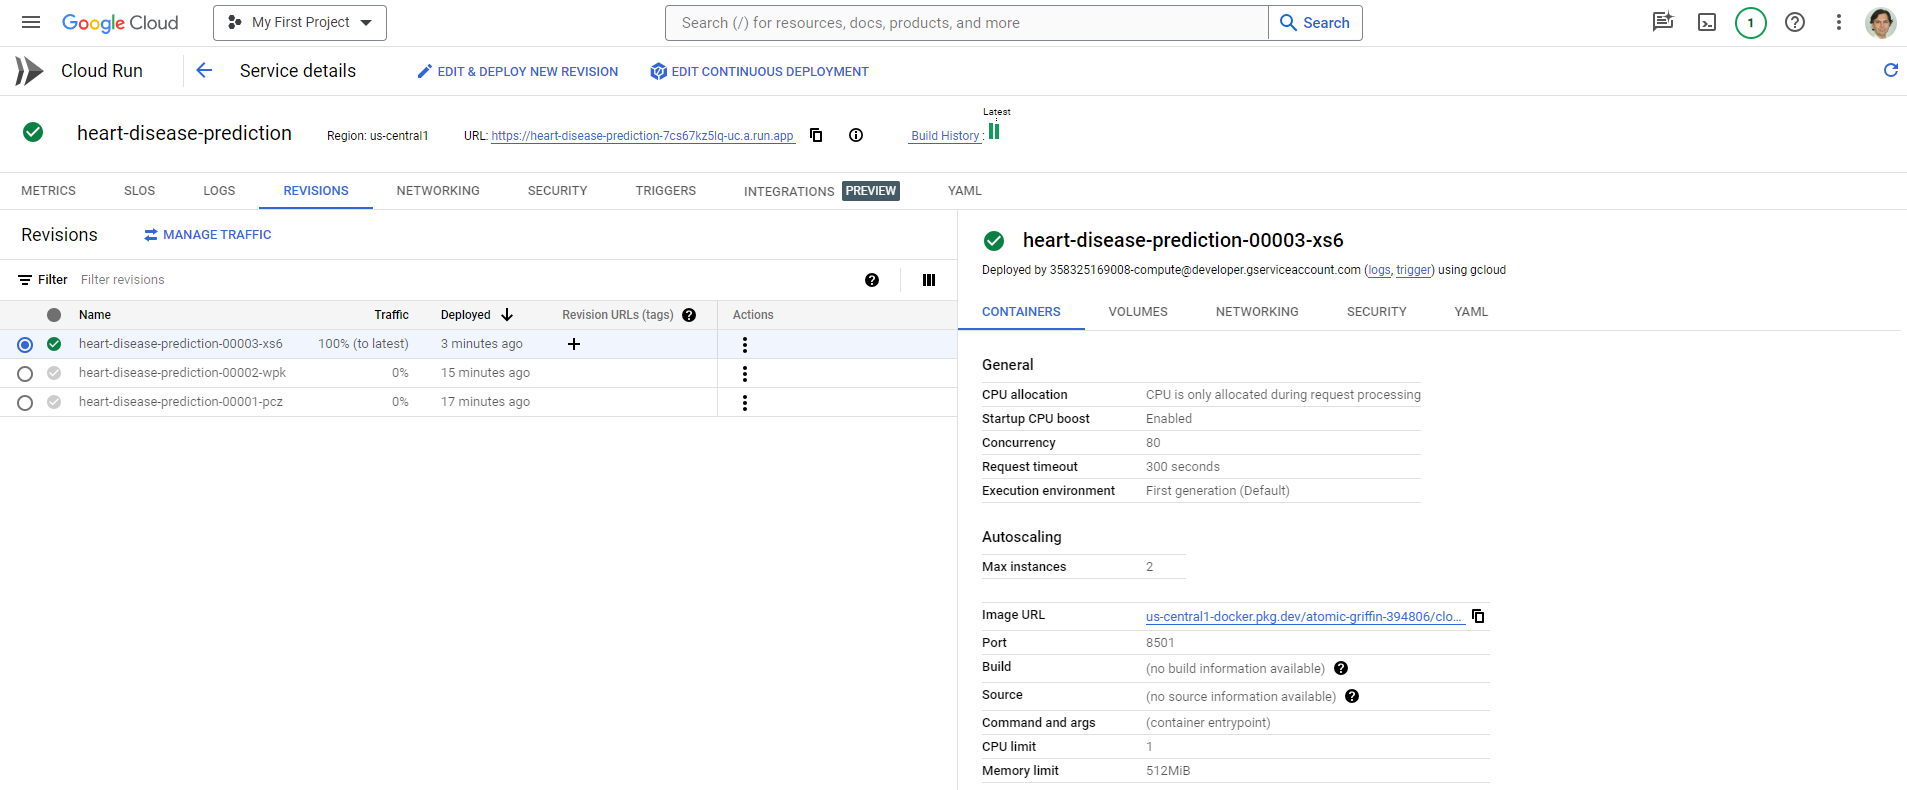 Google Cloud
My First Project
Search (/) for resources, docs, products, and more
Search
1
Cloud Run
Service details
EDIT & DEPLOY NEW REVISION
EDIT CONTINUOUS DEPLOYMENT
heart-disease-prediction
Region: us-central1
URL: https://heart-disease-prediction-7cs67kz5lq-uc.a.run.app
Build History:
Latest
METRICS
SLOS
LOGS
REVISIONS
NETWORKING
SECURITY
TRIGGERS
INTEGRATIONS PREVIEW
YAML
Revisions
MANAGE TRAFFIC
Filter Filter revisions
Name Traffic Deployed Revision URLs (tags) Actions
heart-disease-prediction-00003-xs6 100% (to latest) 3 minutes ago
heart-disease-prediction-00002-wpk 0% 15 minutes ago
heart-disease-prediction-00001-pcz 0% 17 minutes ago
heart-disease-prediction-00003-xs6
Deployed by 358325169008-compute@developer.gserviceaccount.com (logs, trigger) using gcloud
CONTAINERS
VOLUMES
NETWORKING
SECURITY
YAML
General
CPU allocation CPU is only allocated during request processing
Startup CPU boost Enabled
Concurrency 80
Request timeout 300 seconds
Execution environment First generation (Default)
Autoscaling
Max instances 2
Image URL us-central1-docker.pkg.dev/atomic-griffin-394806/clo...
Port 8501
Build (no build information available)
Source (no source information available)
Command and args (container entrypoint)
CPU limit 1
Memory limit 512MiB